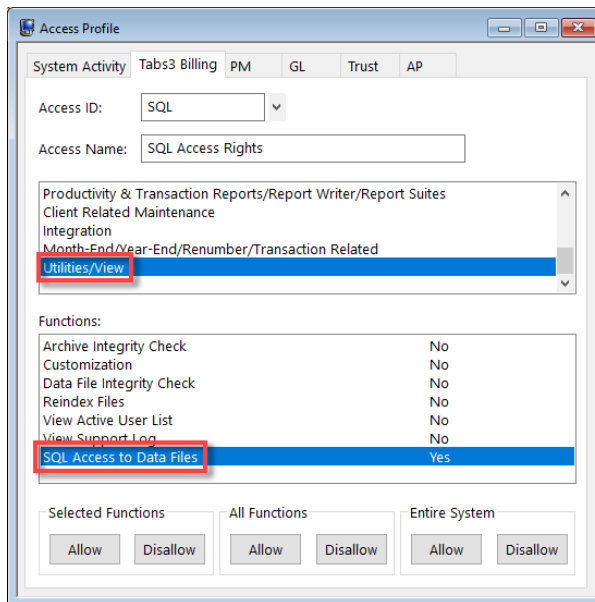 Access Profile
System Activity Tabs3 Billing PM GL Trust AP
Access ID: SQL
Access Name: SQL Access Rights
Productivity & Transaction Reports/Report Writer/Report Suites
Client Related Maintenance
Integration
Month-End/Year-End/Renumber/Transaction Related
Utilities/View
Functions:
Archive Integrity Check No
Customization No
Data File Integrity Check No
Reindex Files No
View Active User List No
View Support Log No
SQL Access to Data Files Yes
Selected Functions All Functions Entire System
Allow Disallow Allow Disallow Allow Disallow